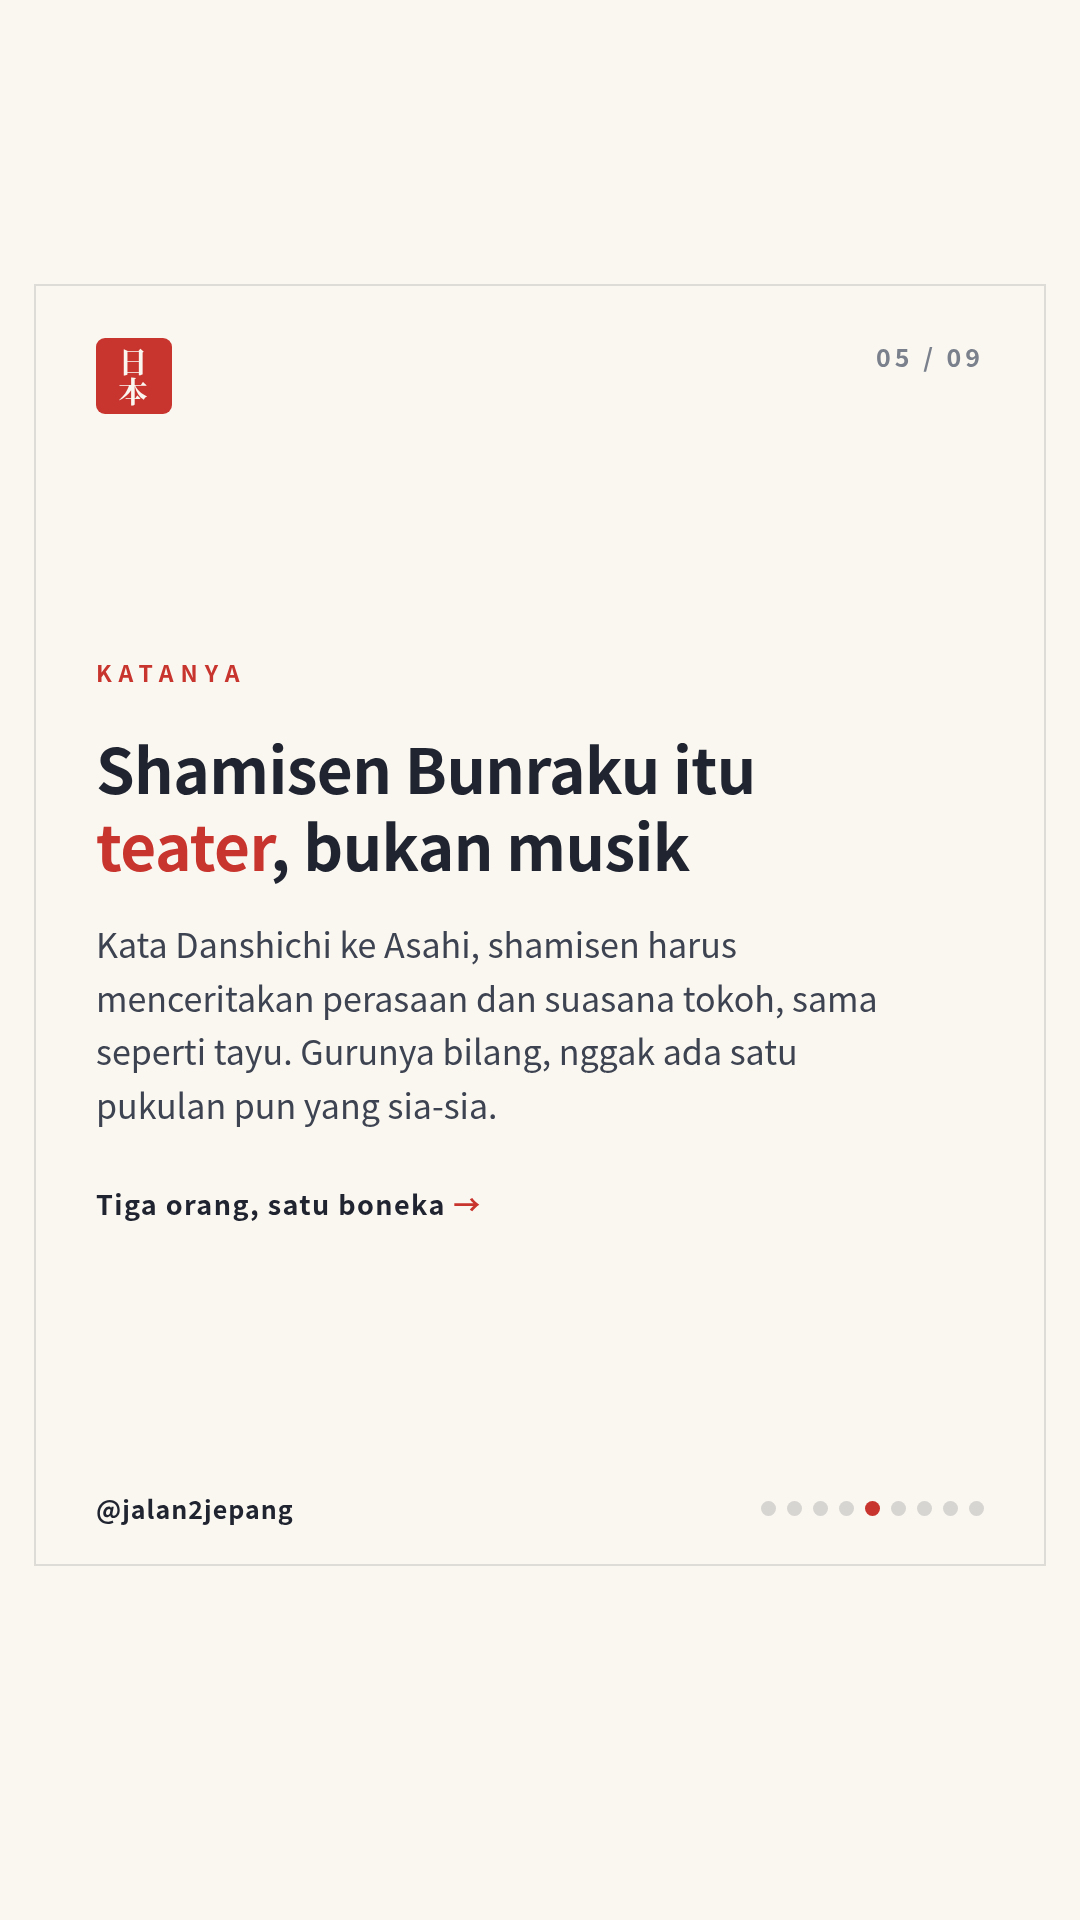 日
本
05 / 09
KATANYA
Shamisen Bunraku itu
teater, bukan musik
Kata Danshichi ke Asahi, shamisen harus
menceritakan perasaan dan suasana tokoh, sama
seperti tayu. Gurunya bilang, nggak ada satu
pukulan pun yang sia-sia.
Tiga orang, satu boneka →
@jalan2jepang